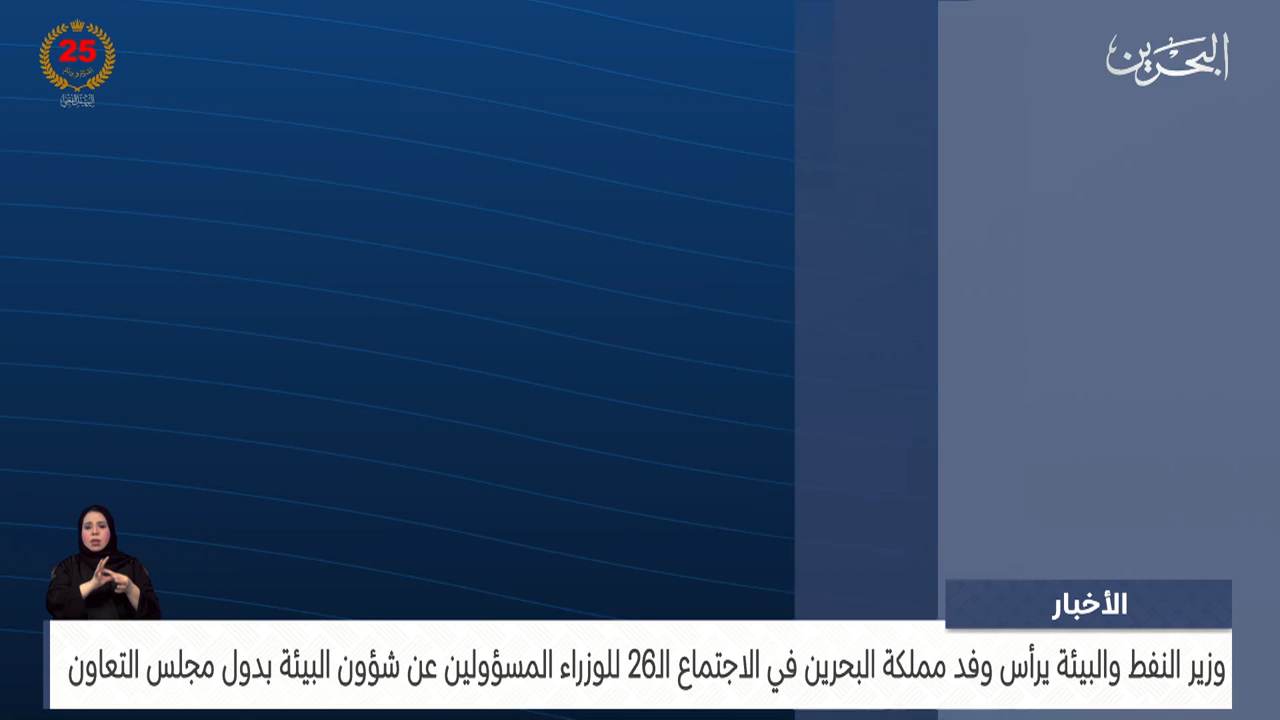 البحرين
25
الأخبار
وزير النفط والبيئة يرأس وفد مملكة البحرين في الاجتماع الـ26 للوزراء المسؤولين عن شؤون البيئة بدول مجلس التعاون